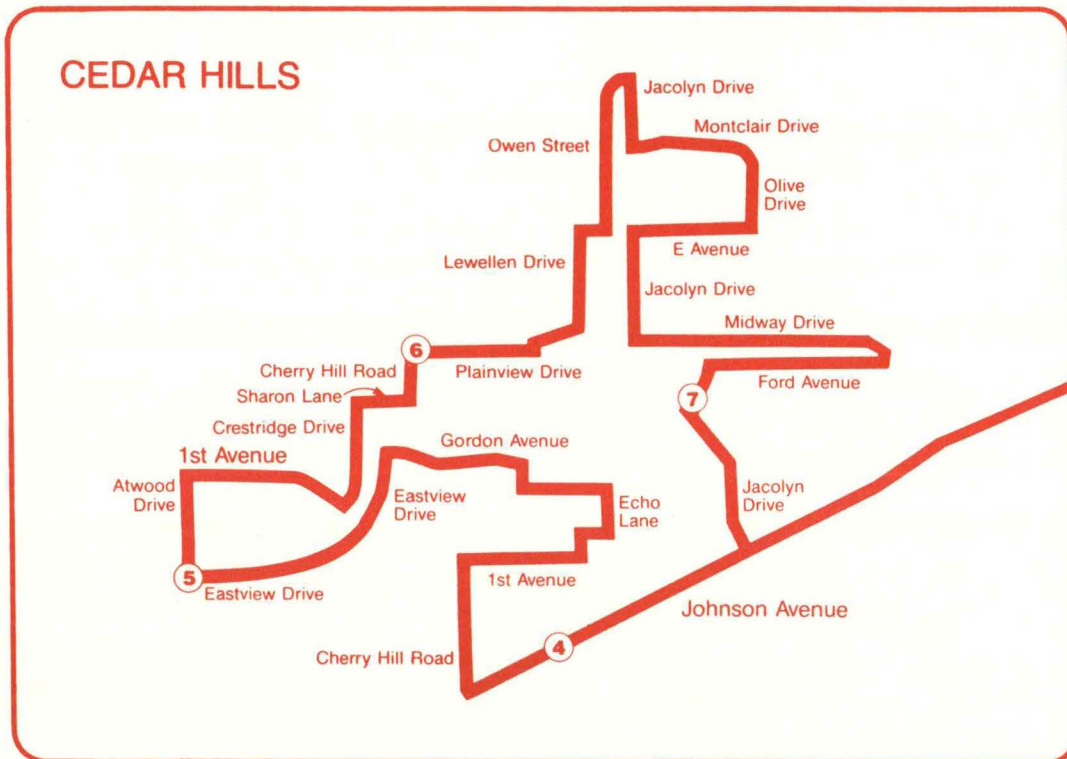 CEDAR HILLS
Jacolyn Drive
Montclair Drive
Owen Street
Olive
Drive
E Avenue
Lewellen Drive
Jacolyn Drive
Midway Drive
6
Cherry Hill Road
Plainview Drive
Ford Avenue
Sharon Lane
7
Crestridge Drive
Gordon Avenue
1st Avenue
Atwood
Drive
Eastview
Drive
Echo
Lane
Jacolyn
Drive
5
1st Avenue
Eastview Drive
Johnson Avenue
4
Cherry Hill Road